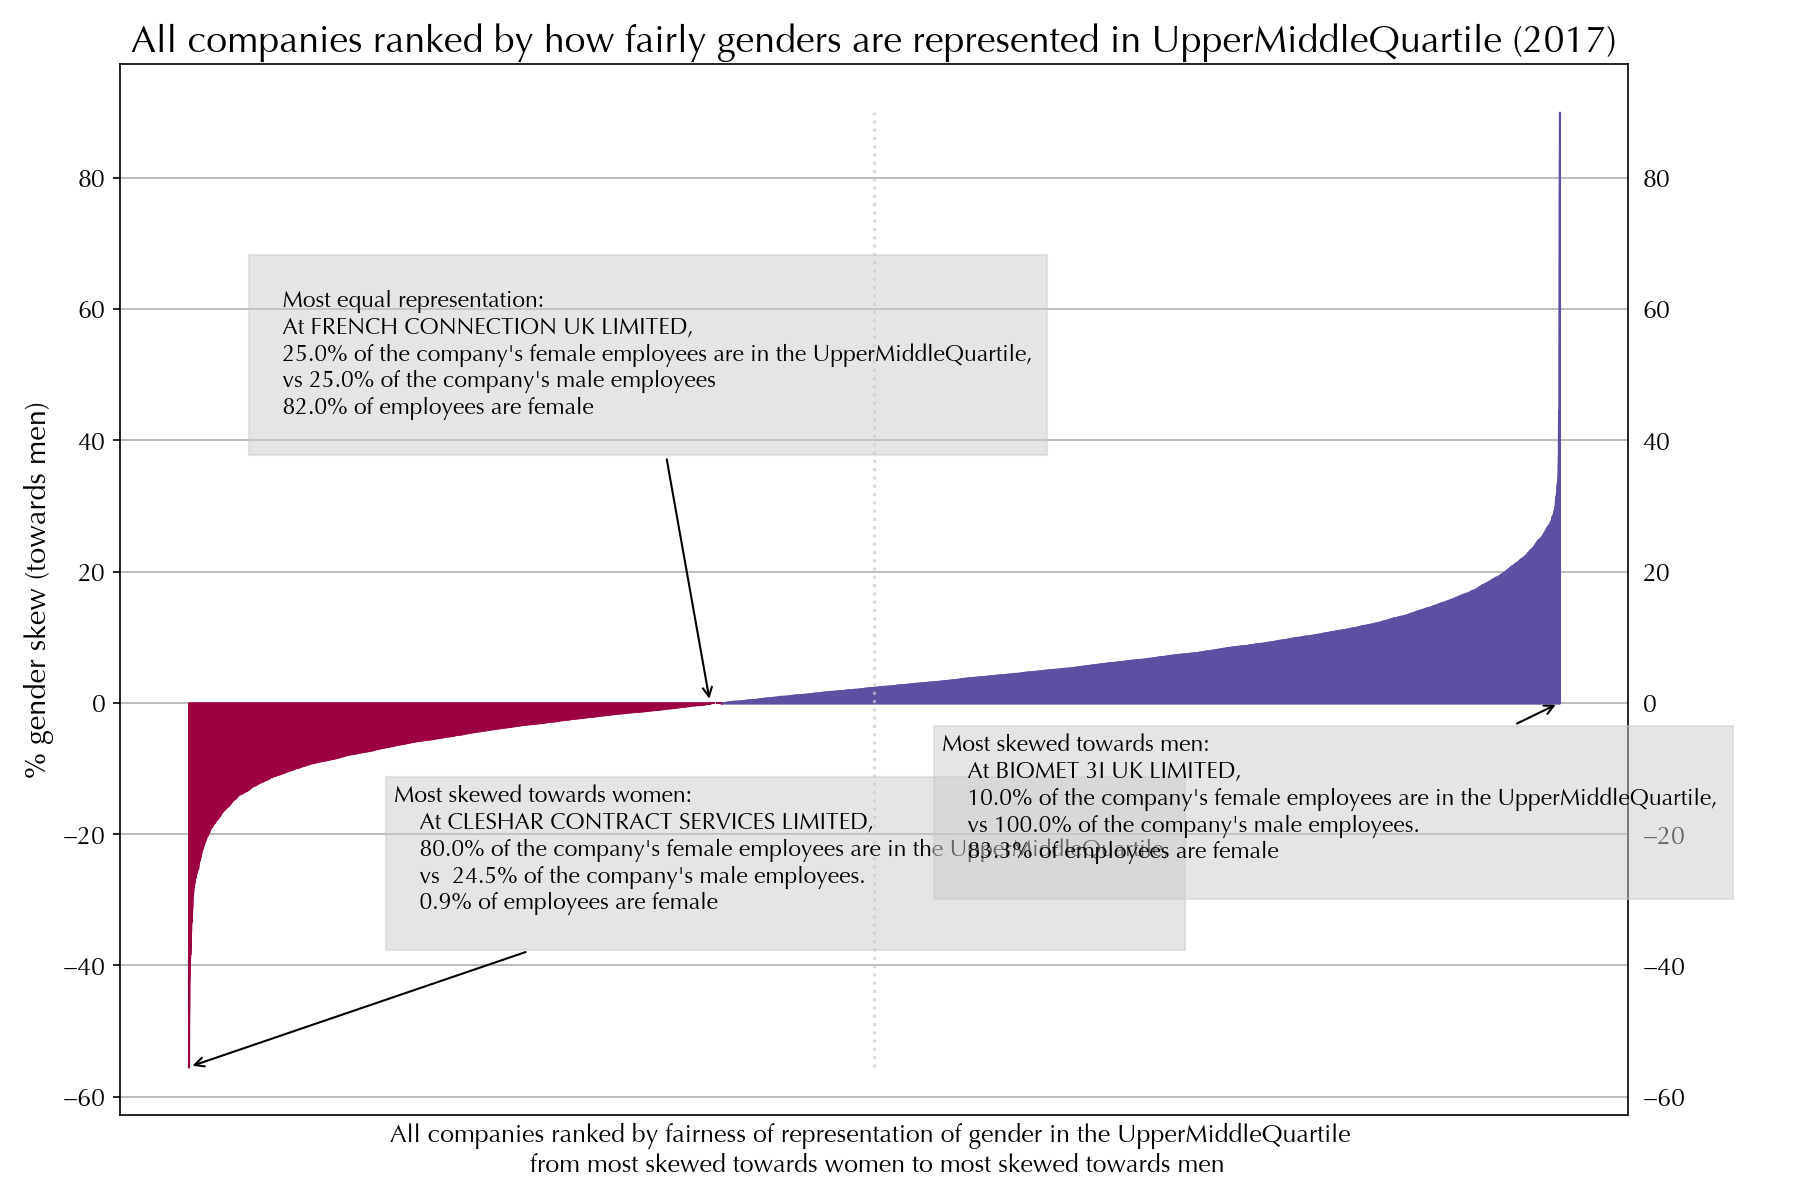 All companies ranked by how fairly genders are represented in UpperMiddleQuartile (2017)
% gender skew (towards men)
80
60
40
20
0
−20
−40
−60
80
60
40
20
0
−20
−40
−60
Most equal representation:
At FRENCH CONNECTION UK LIMITED,
25.0% of the company's female employees are in the UpperMiddleQuartile,
vs 25.0% of the company's male employees
82.0% of employees are female
Most skewed towards men:
At BIOMET 3I UK LIMITED,
10.0% of the company's female employees are in the UpperMiddleQuartile,
vs 100.0% of the company's male employees.
83.3% of employees are female
Most skewed towards women:
At CLESHAR CONTRACT SERVICES LIMITED,
80.0% of the company's female employees are in the UpperMiddleQuartile,
vs  24.5% of the company's male employees.
0.9% of employees are female
All companies ranked by fairness of representation of gender in the UpperMiddleQuartile
from most skewed towards women to most skewed towards men